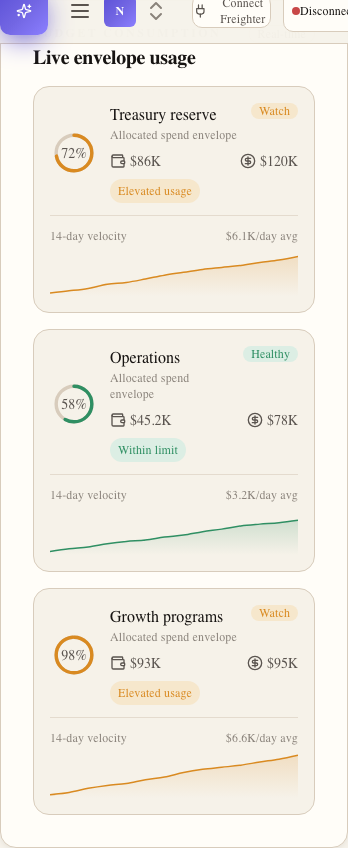 N
Connect
Freighter
Disconnec
Live envelope usage
Treasury reserve
Watch
Allocated spend envelope
72%
$86K
$120K
Elevated usage
14-day velocity
$6.1K/day avg
Operations
Healthy
Allocated spend
envelope
58%
$45.2K
$78K
Within limit
14-day velocity
$3.2K/day avg
Growth programs
Watch
Allocated spend envelope
98%
$93K
$95K
Elevated usage
14-day velocity
$6.6K/day avg